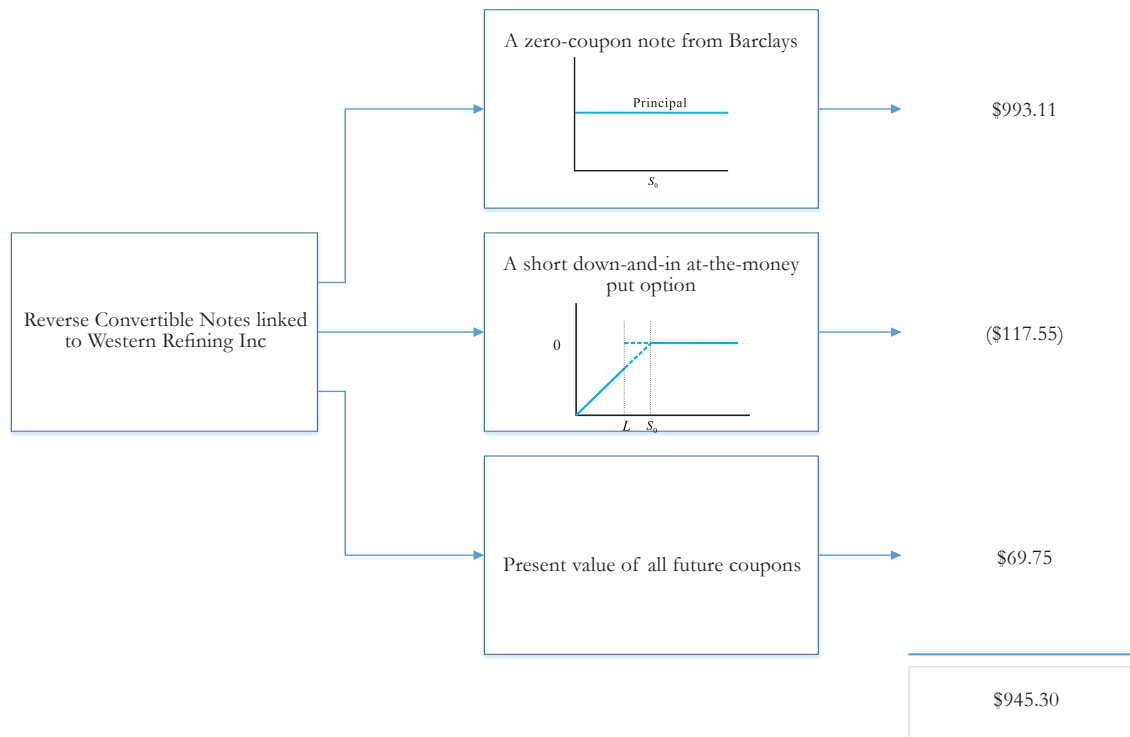 A zero-coupon note from Barclays
Principal
S₀
$993.11
Reverse Convertible Notes linked
to Western Refining Inc
A short down-and-in at-the-money
put option
0
L S₀
($117.55)
Present value of all future coupons
$69.75
$945.30